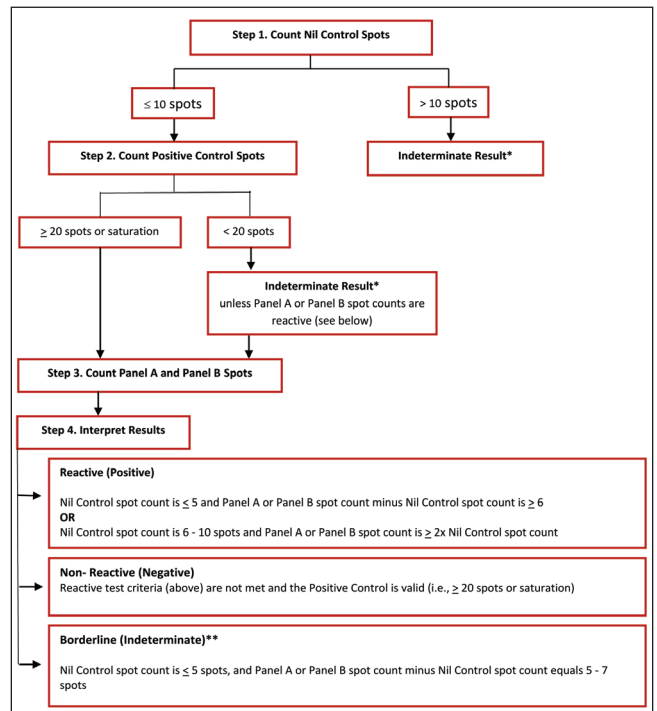 Step 1. Count Nil Control Spots
≤ 10 spots
> 10 spots
Step 2. Count Positive Control Spots
Indeterminate Result*
≥ 20 spots or saturation
< 20 spots
Indeterminate Result*
unless Panel A or Panel B spot counts are
reactive (see below)
Step 3. Count Panel A and Panel B Spots
Step 4. Interpret Results
Reactive (Positive)
Nil Control spot count is ≤ 5 and Panel A or Panel B spot count minus Nil Control spot count is ≥ 6
OR
Nil Control spot count is 6 - 10 spots and Panel A or Panel B spot count is ≥ 2x Nil Control spot count
Non- Reactive (Negative)
Reactive test criteria (above) are not met and the Positive Control is valid (i.e., ≥ 20 spots or saturation)
Borderline (Indeterminate)**
Nil Control spot count is ≤ 5 spots, and Panel A or Panel B spot count minus Nil Control spot count equals 5 - 7
spots